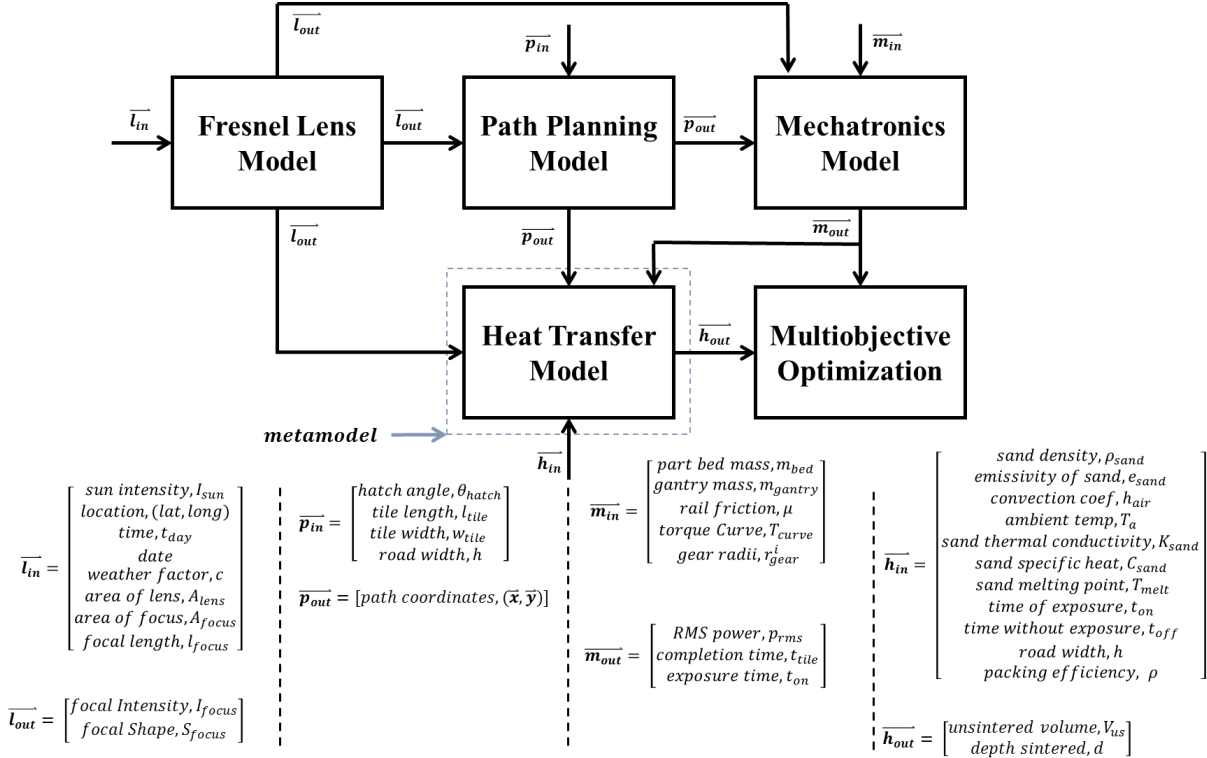 l_out
p_in
m_in
l_in
Fresnel Lens
Model
l_out
Path Planning
Model
p_out
Mechatronics
Model
l_out
p_out
m_out
Heat Transfer
Model
h_out
Multiobjective
Optimization
metamodel
h_in
l_in =
sun intensity, I_sun
location, (lat, long)
time, t_day
date
weather factor, c
area of lens, A_lens
area of focus, A_focus
focal length, l_focus
l_out =
focal Intensity, I_focus
focal Shape, S_focus
p_in =
hatch angle, θ_hatch
tile length, l_tile
tile width, w_tile
road width, h
p_out = [path coordinates, (x, y)]
m_in =
part bed mass, m_bed
gantry mass, m_gantry
rail friction, μ
torque Curve, T_curve
gear radii, r^i_gear
m_out =
RMS power, p_rms
completion time, t_tile
exposure time, t_on
h_in =
sand density, ρ_sand
emissivity of sand, e_sand
convection coef, h_air
ambient temp, T_a
sand thermal conductivity, K_sand
sand specific heat, C_sand
sand melting point, T_melt
time of exposure, t_on
time without exposure, t_off
road width, h
packing efficiency, ρ
h_out =
unsintered volume, V_us
depth sintered, d